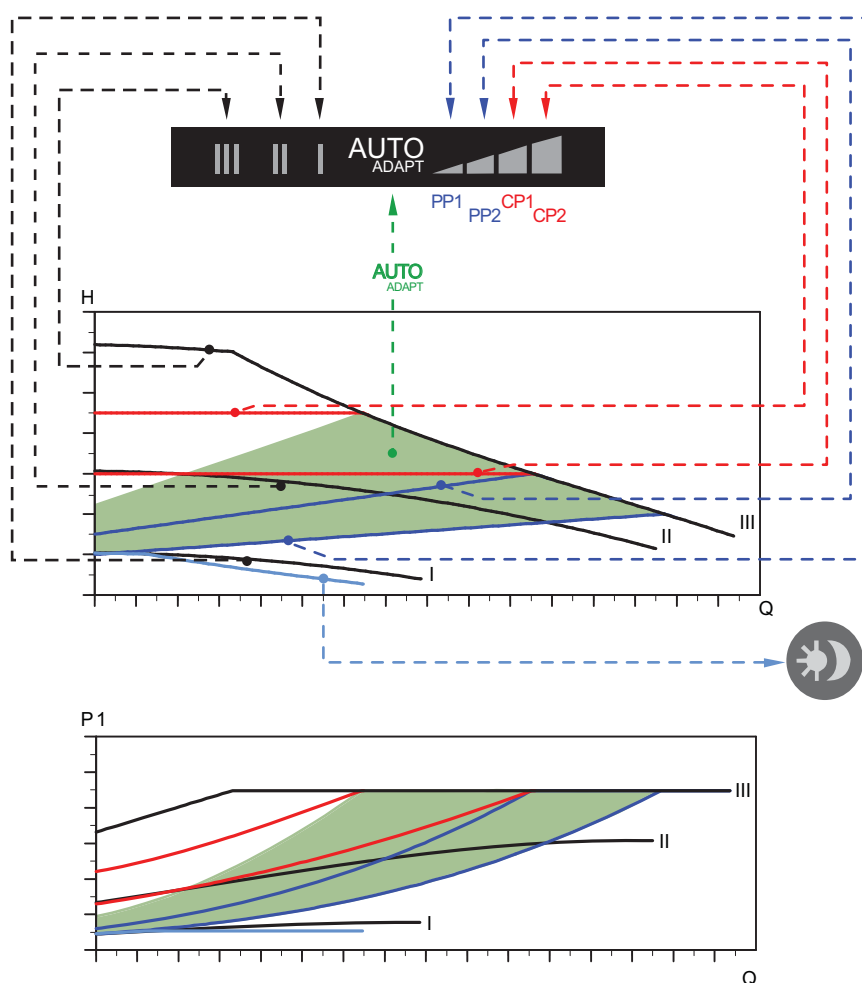 III II I AUTO
ADAPT
PP1
PP2
CP1
CP2
AUTO
ADAPT
H
III
II
I
Q
P1
III
II
I
Q